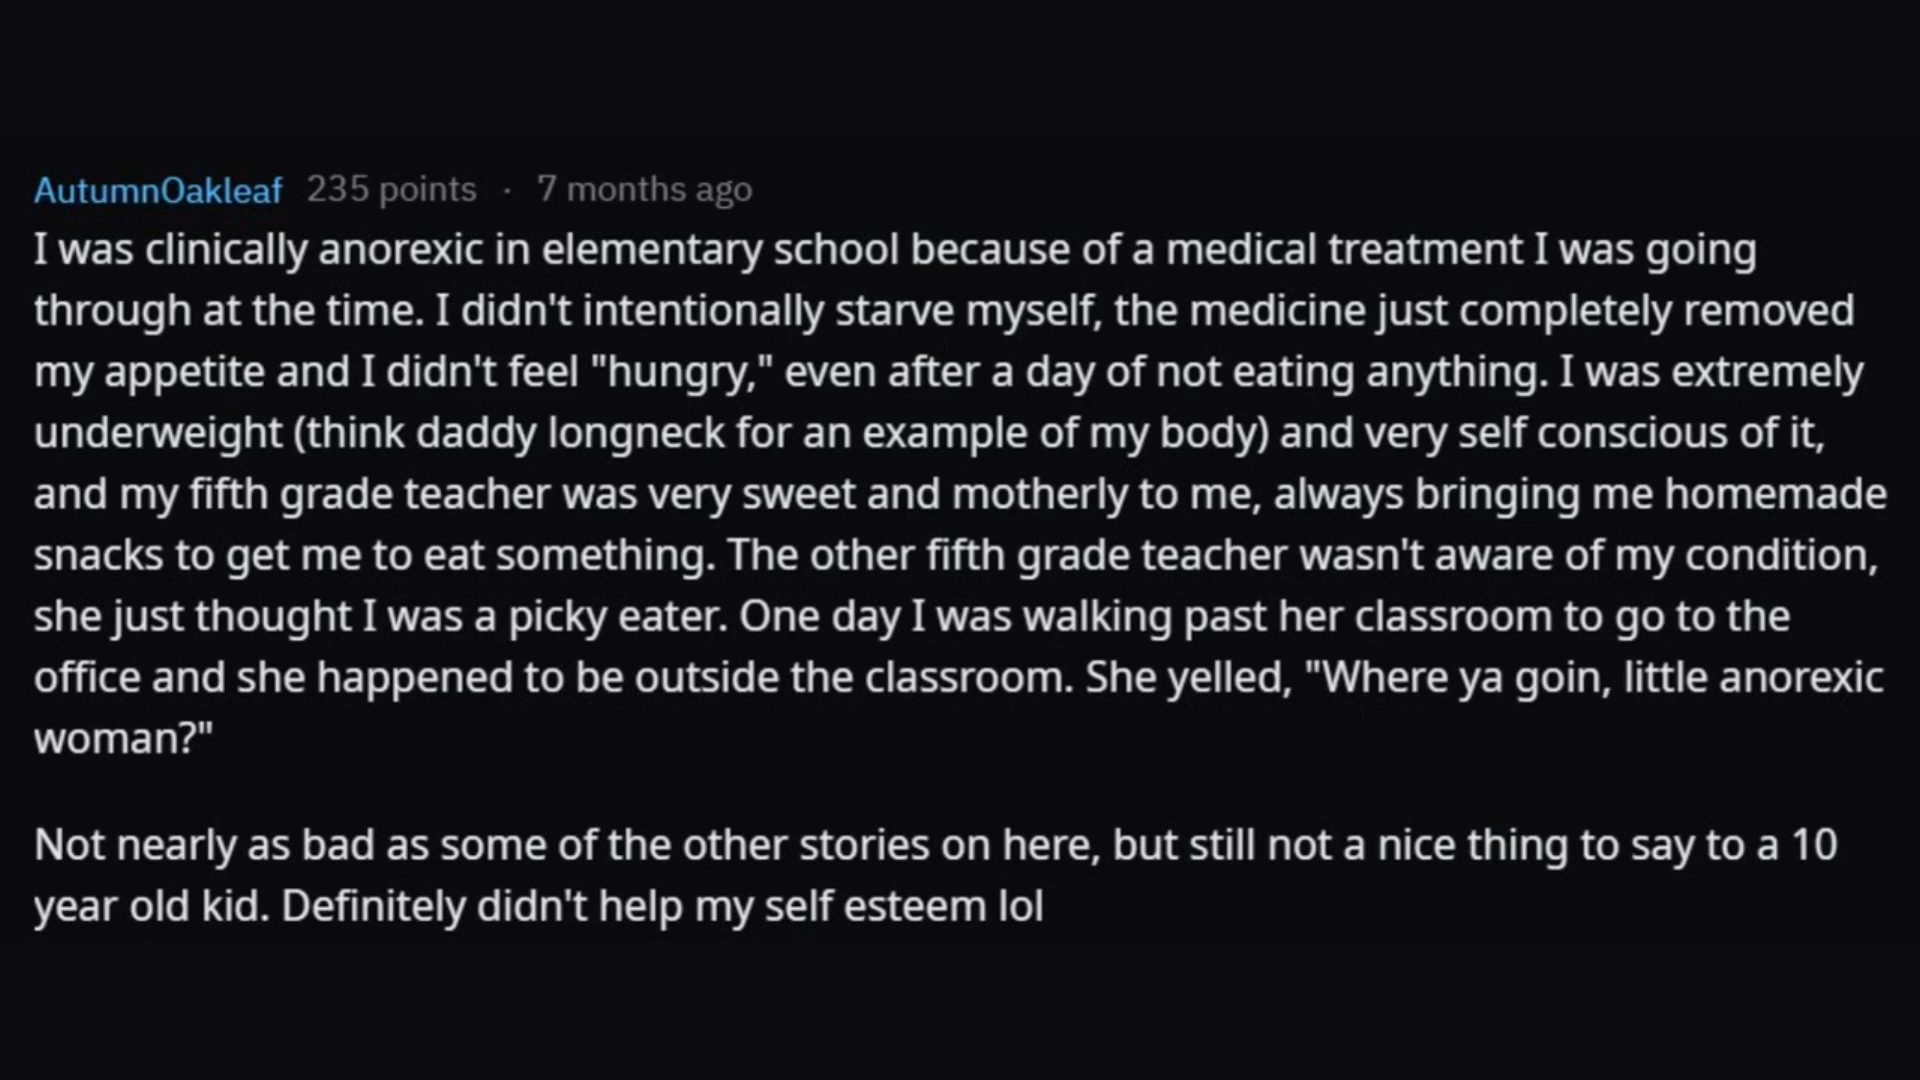 AutumnOakleaf 235 points · 7 months ago
I was clinically anorexic in elementary school because of a medical treatment I was going
through at the time. I didn't intentionally starve myself, the medicine just completely removed
my appetite and I didn't feel "hungry," even after a day of not eating anything. I was extremely
underweight (think daddy longneck for an example of my body) and very self conscious of it,
and my fifth grade teacher was very sweet and motherly to me, always bringing me homemade
snacks to get me to eat something. The other fifth grade teacher wasn't aware of my condition,
she just thought I was a picky eater. One day I was walking past her classroom to go to the
office and she happened to be outside the classroom. She yelled, "Where ya goin, little anorexic
woman?"
Not nearly as bad as some of the other stories on here, but still not a nice thing to say to a 10
year old kid. Definitely didn't help my self esteem lol